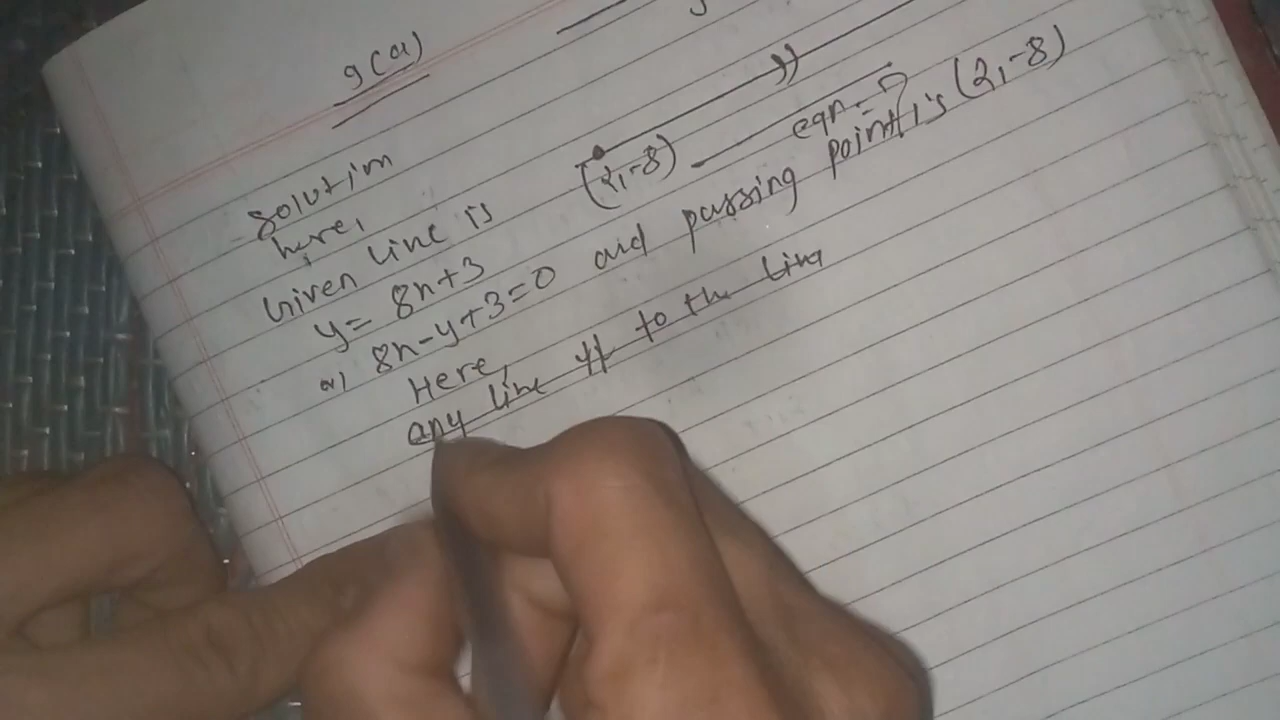 9(a)
solution
here,
Given line is
(2,-8)
eqn.
y = 8x+3
or) 8x-y+3=0 and passing point is (2,-8)
Here,
any line // to the line